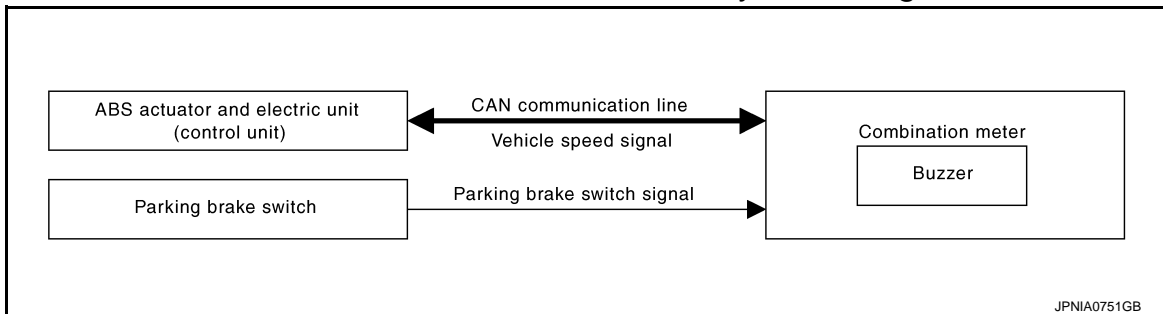 ABS actuator and electric unit
(control unit)
CAN communication line
Vehicle speed signal
Parking brake switch
Parking brake switch signal
Combination meter
Buzzer
JPNIA0751GB